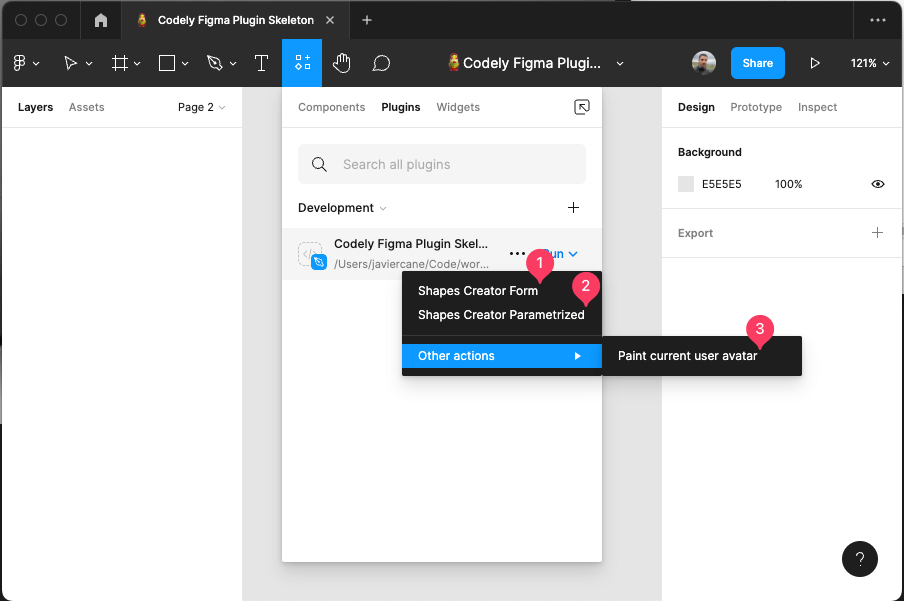 Codely Figma Plugin Skeleton
Codely Figma Plugi...
Share
121%
Layers
Assets
Page 2
Components
Plugins
Widgets
Design
Prototype
Inspect
Search all plugins
Background
E5E5E5
100%
Development
Export
Codely Figma Plugin Skel...
/Users/javiercane/Code/wor...
1
Shapes Creator Form
2
Shapes Creator Parametrized
3
Other actions
Paint current user avatar
?